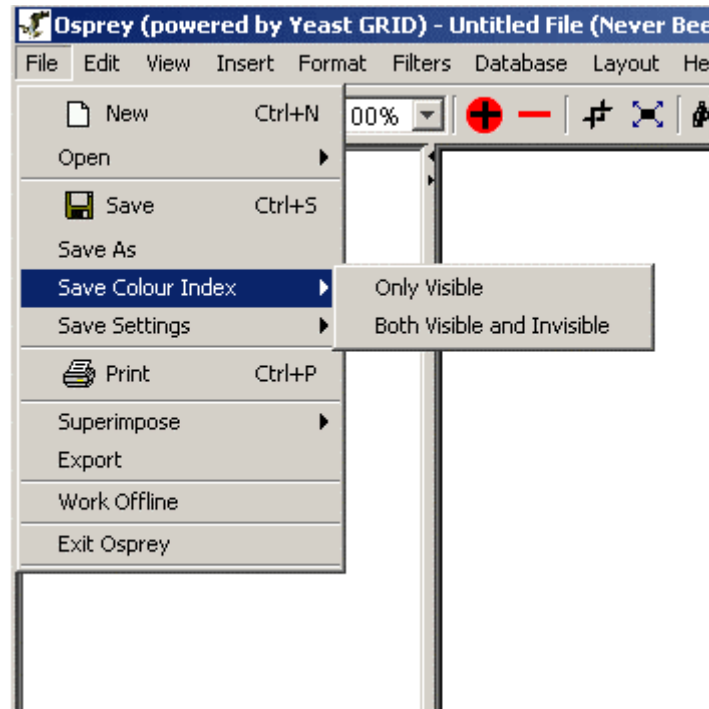 Osprey (powered by Yeast GRID) - Untitled File (Never Bee
File Edit View Insert Format Filters Database Layout He
New Ctrl+N 00%
Open
Save Ctrl+S
Save As
Save Colour Index Only Visible
Save Settings Both Visible and Invisible
Print Ctrl+P
Superimpose
Export
Work Offline
Exit Osprey